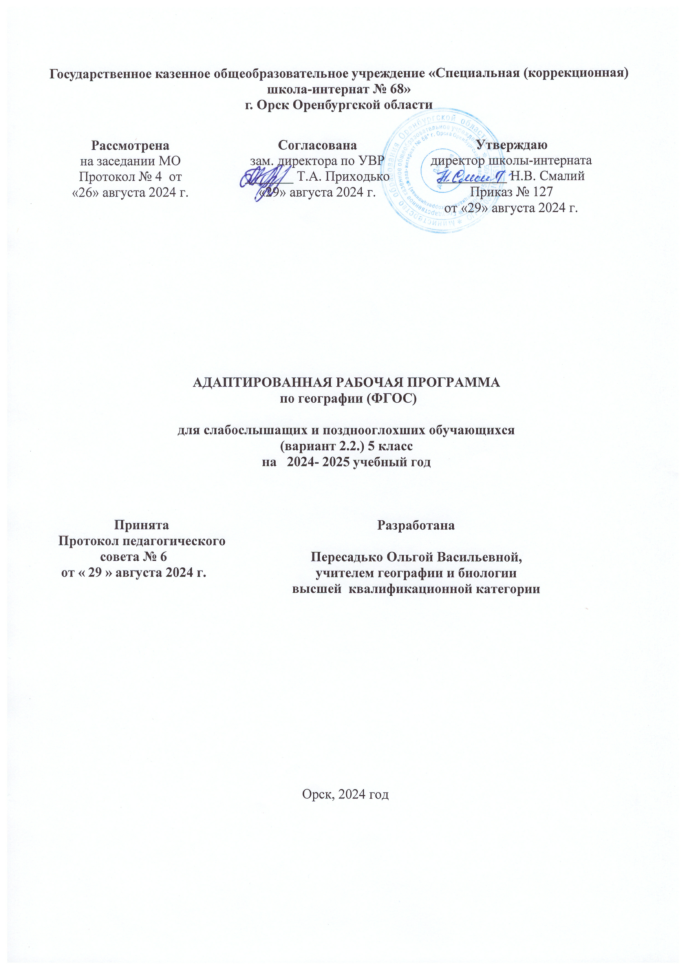 Государственное казенное общеобразовательное учреждение «Специальная (коррекционная)
школа-интернат № 68»
г. Орск Оренбургской области
Рассмотрена
на заседании МО
Протокол № 4 от
«26» августа 2024 г.
Согласована
зам. директора по УВР
Т.А. Приходько
«29» августа 2024 г.
Утверждаю
директор школы-интерната
Н.В. Смалий
Приказ № 127
от «29» августа 2024 г.
АДАПТИРОВАННАЯ РАБОЧАЯ ПРОГРАММА
по географии (ФГОС)
для слабослышащих и позднооглохших обучающихся
(вариант 2.2.) 5 класс
на 2024- 2025 учебный год
Принята
Протокол педагогического
совета № 6
от « 29 » августа 2024 г.
Разработана
Пересадько Ольгой Васильевной,
учителем географии и биологии
высшей квалификационной категории
Орск, 2024 год